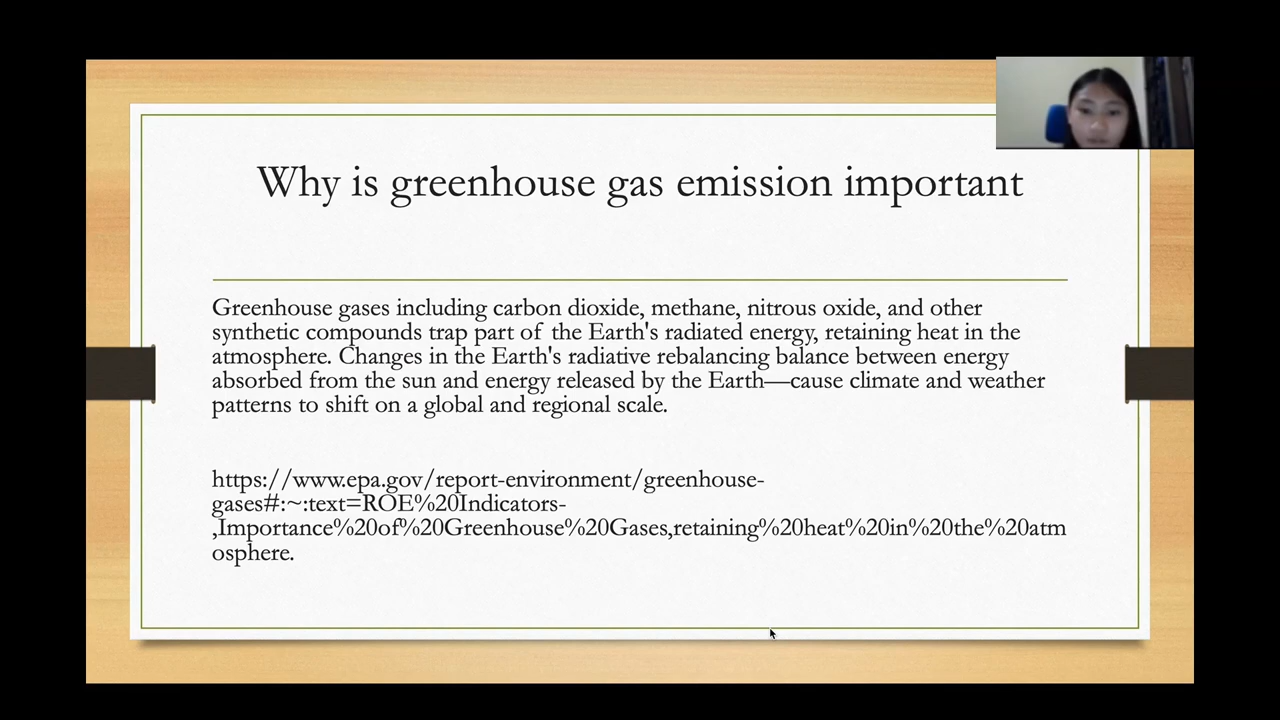 Why is greenhouse gas emission important
Greenhouse gases including carbon dioxide, methane, nitrous oxide, and other
synthetic compounds trap part of the Earth's radiated energy, retaining heat in the
atmosphere. Changes in the Earth's radiative rebalancing balance between energy
absorbed from the sun and energy released by the Earth—cause climate and weather
patterns to shift on a global and regional scale.
https://www.epa.gov/report-environment/greenhouse-
gases#:~:text=ROE%20Indicators-
,Importance%20of%20Greenhouse%20Gases,retaining%20heat%20in%20the%20atm
osphere.